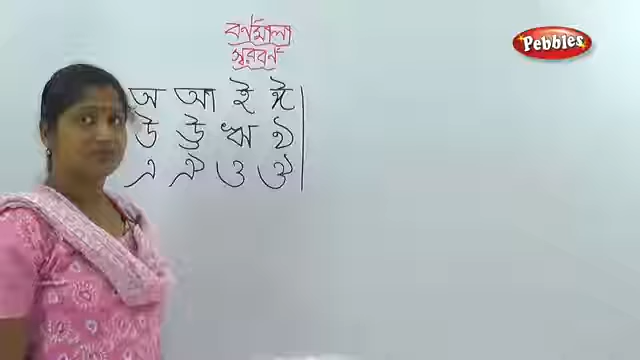 বর্ণমালা
স্বরবর্ণ
অ আ ই ঈ
উ ঊ ঋ ঌ
এ ঐ ও ঔ
Pebbles